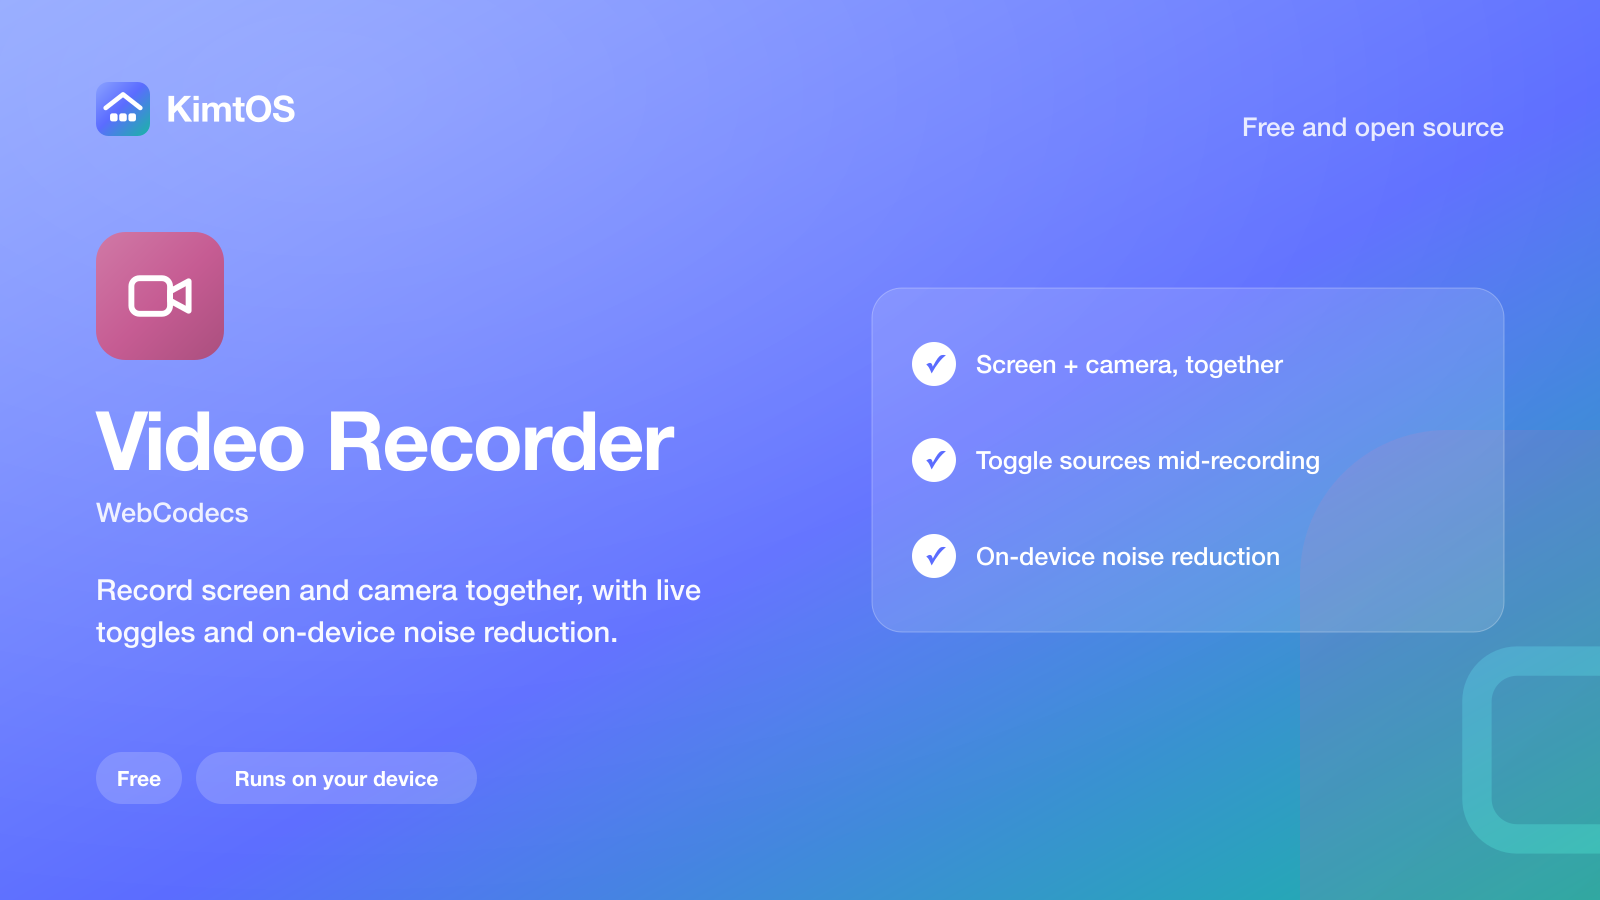 KimtOS
Free and open source
Video Recorder
WebCodecs
Record screen and camera together, with live
toggles and on-device noise reduction.
Screen + camera, together
Toggle sources mid-recording
On-device noise reduction
Free
Runs on your device